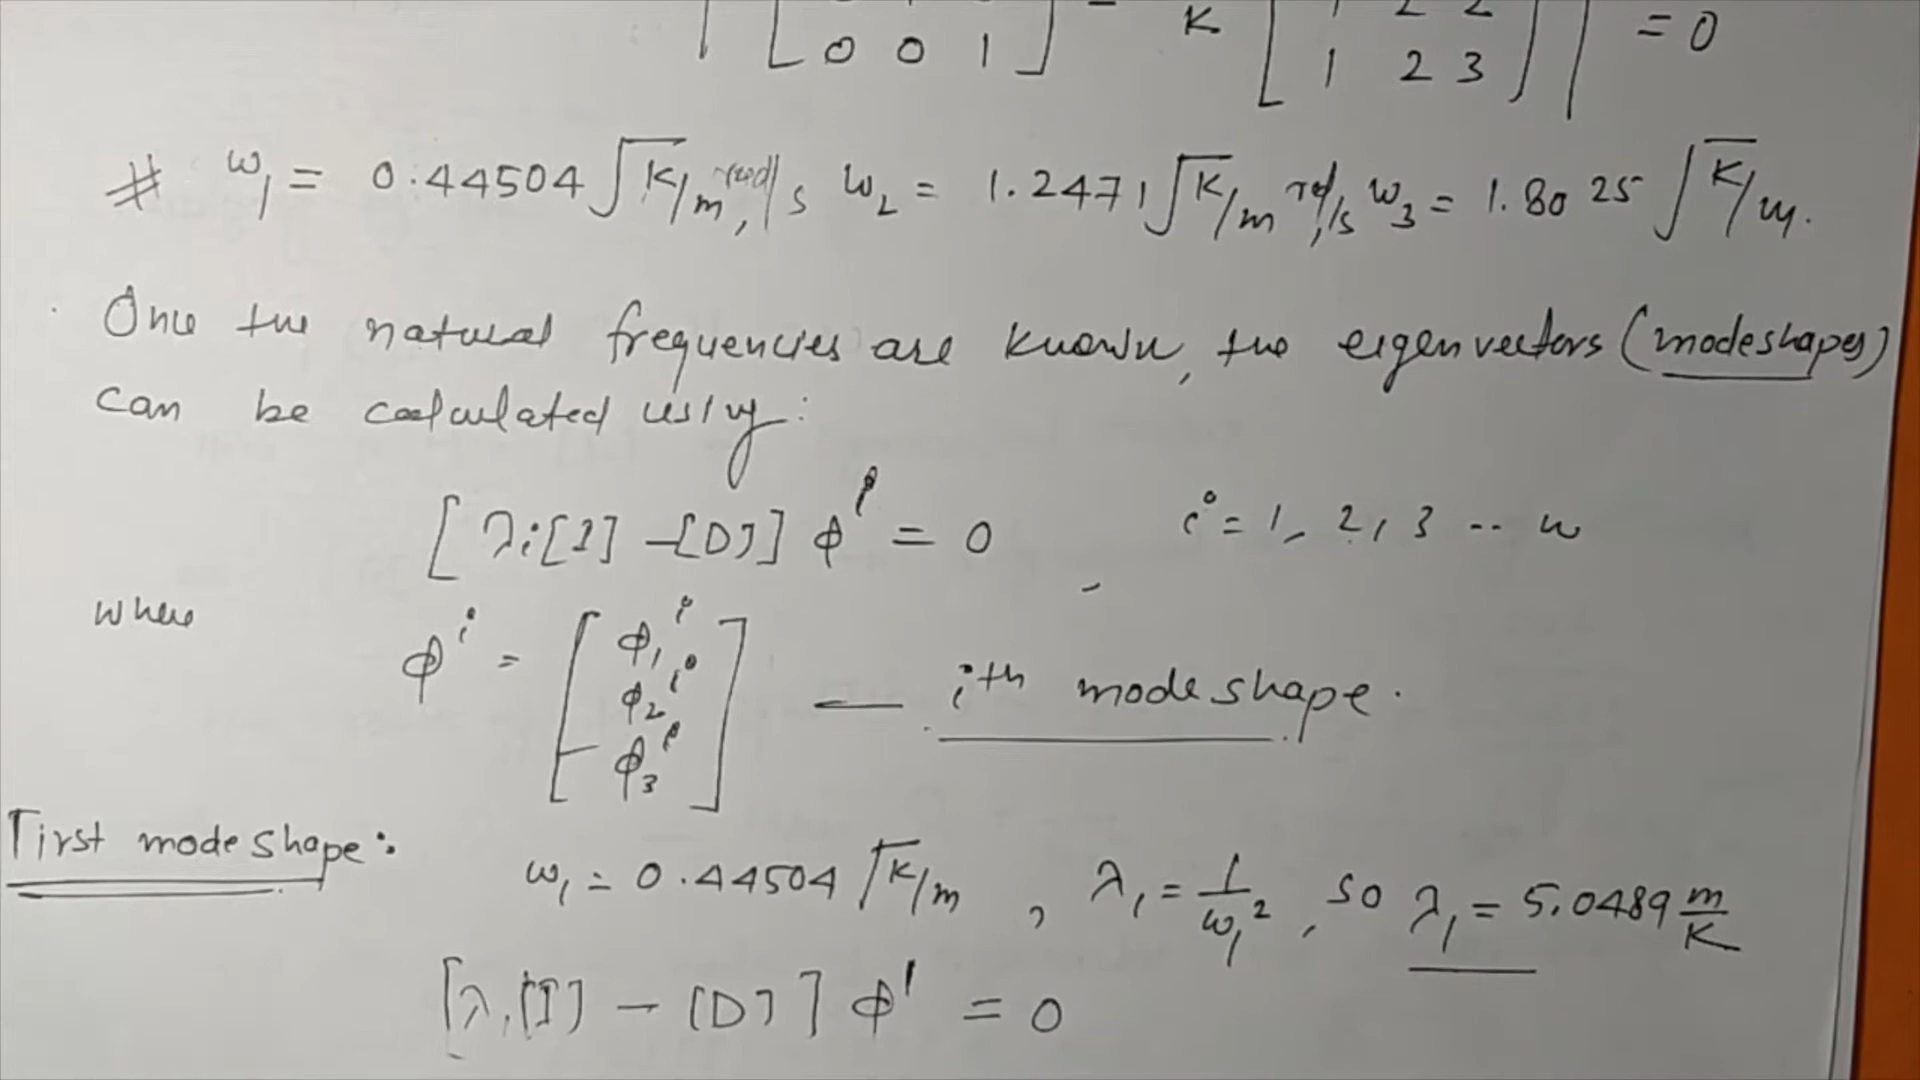 [0 0 1] - K [1 2 2
1 2 3] = 0
# ω₁ = 0.44504 √K/m, rad/s ω₂ = 1.2471 √K/m, rad/s ω₃ = 1.8025 √K/m.
Once the natural frequencies are known, the eigenvectors (modeshapes)
can be calculated using:
[λi[I] - [D]] ϕⁱ = 0 , i = 1, 2, 3 -- n
where ϕⁱ = [ϕ₁ⁱ
ϕ₂ⁱ — ith mode shape.
ϕ₃ⁱ]
First mode shape: ω₁ = 0.44504 √K/m , λ₁ = 1/ω₁² , so λ₁ = 5.0489 m/K
[λ₁[I] - [D]] ϕ¹ = 0